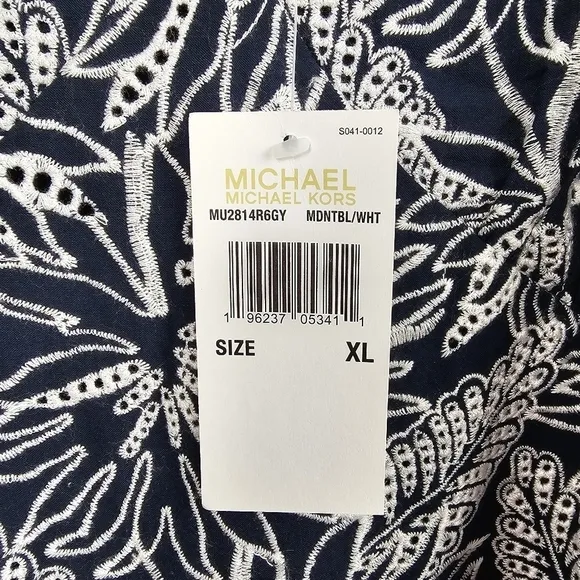 S041-0012
MICHAEL
MICHAEL KORS
MU2814R6GY MDNTBL/WHT
1 96237 05341 1
SIZE XL